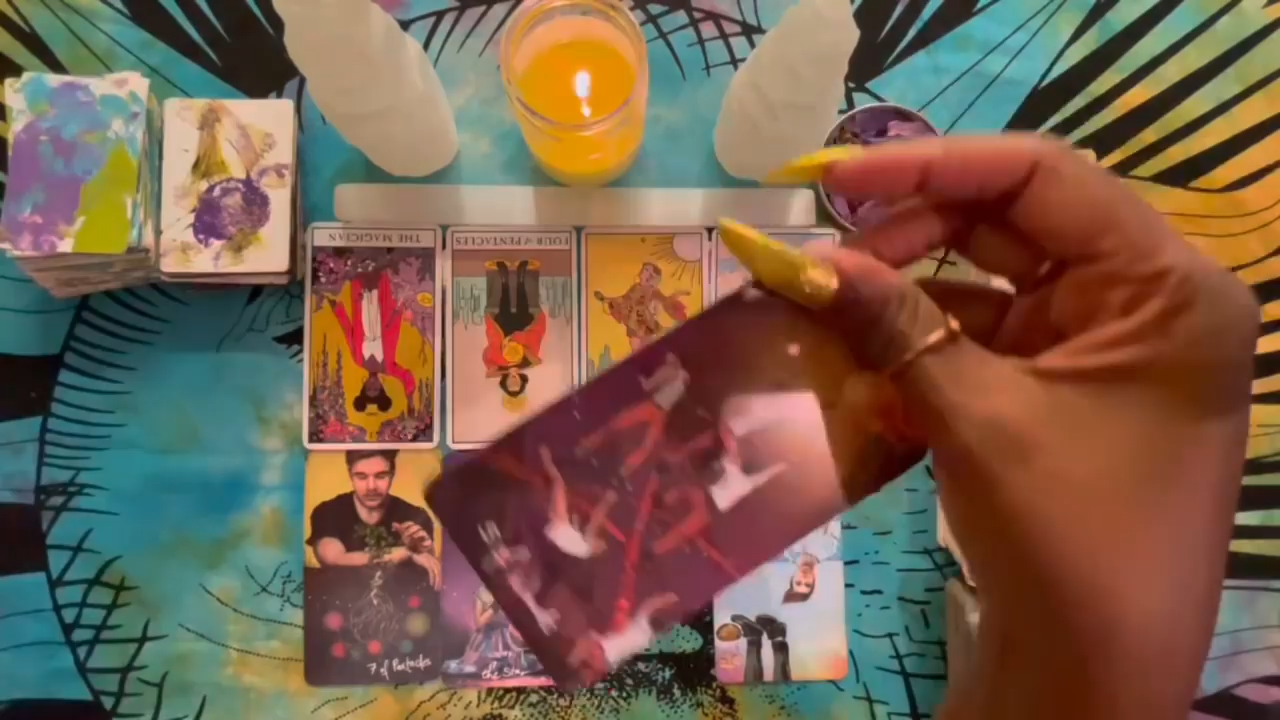 THE MAGICIAN
FOUR of PENTACLES
7 of Pentacles
the Star